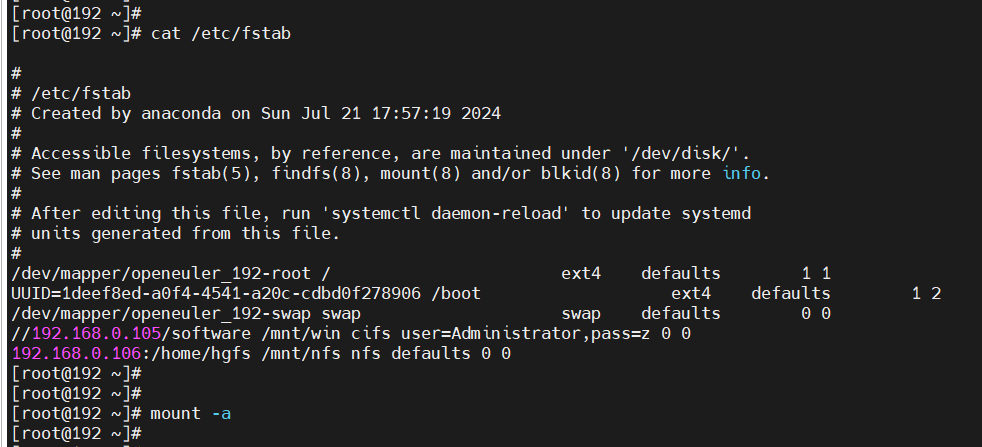 [root@192 ~]#
[root@192 ~]# cat /etc/fstab
#
# /etc/fstab
# Created by anaconda on Sun Jul 21 17:57:19 2024
#
# Accessible filesystems, by reference, are maintained under '/dev/disk/'.
# See man pages fstab(5), findfs(8), mount(8) and/or blkid(8) for more info.
#
# After editing this file, run 'systemctl daemon-reload' to update systemd
# units generated from this file.
#
/dev/mapper/openeuler_192-root / ext4 defaults 1 1
UUID=1deef8ed-a0f4-4541-a20c-cdbd0f278906 /boot ext4 defaults 1 2
/dev/mapper/openeuler_192-swap swap swap defaults 0 0
//192.168.0.105/software /mnt/win cifs user=Administrator,pass=z 0 0
192.168.0.106:/home/hgfs /mnt/nfs nfs defaults 0 0
[root@192 ~]#
[root@192 ~]#
[root@192 ~]# mount -a
[root@192 ~]#